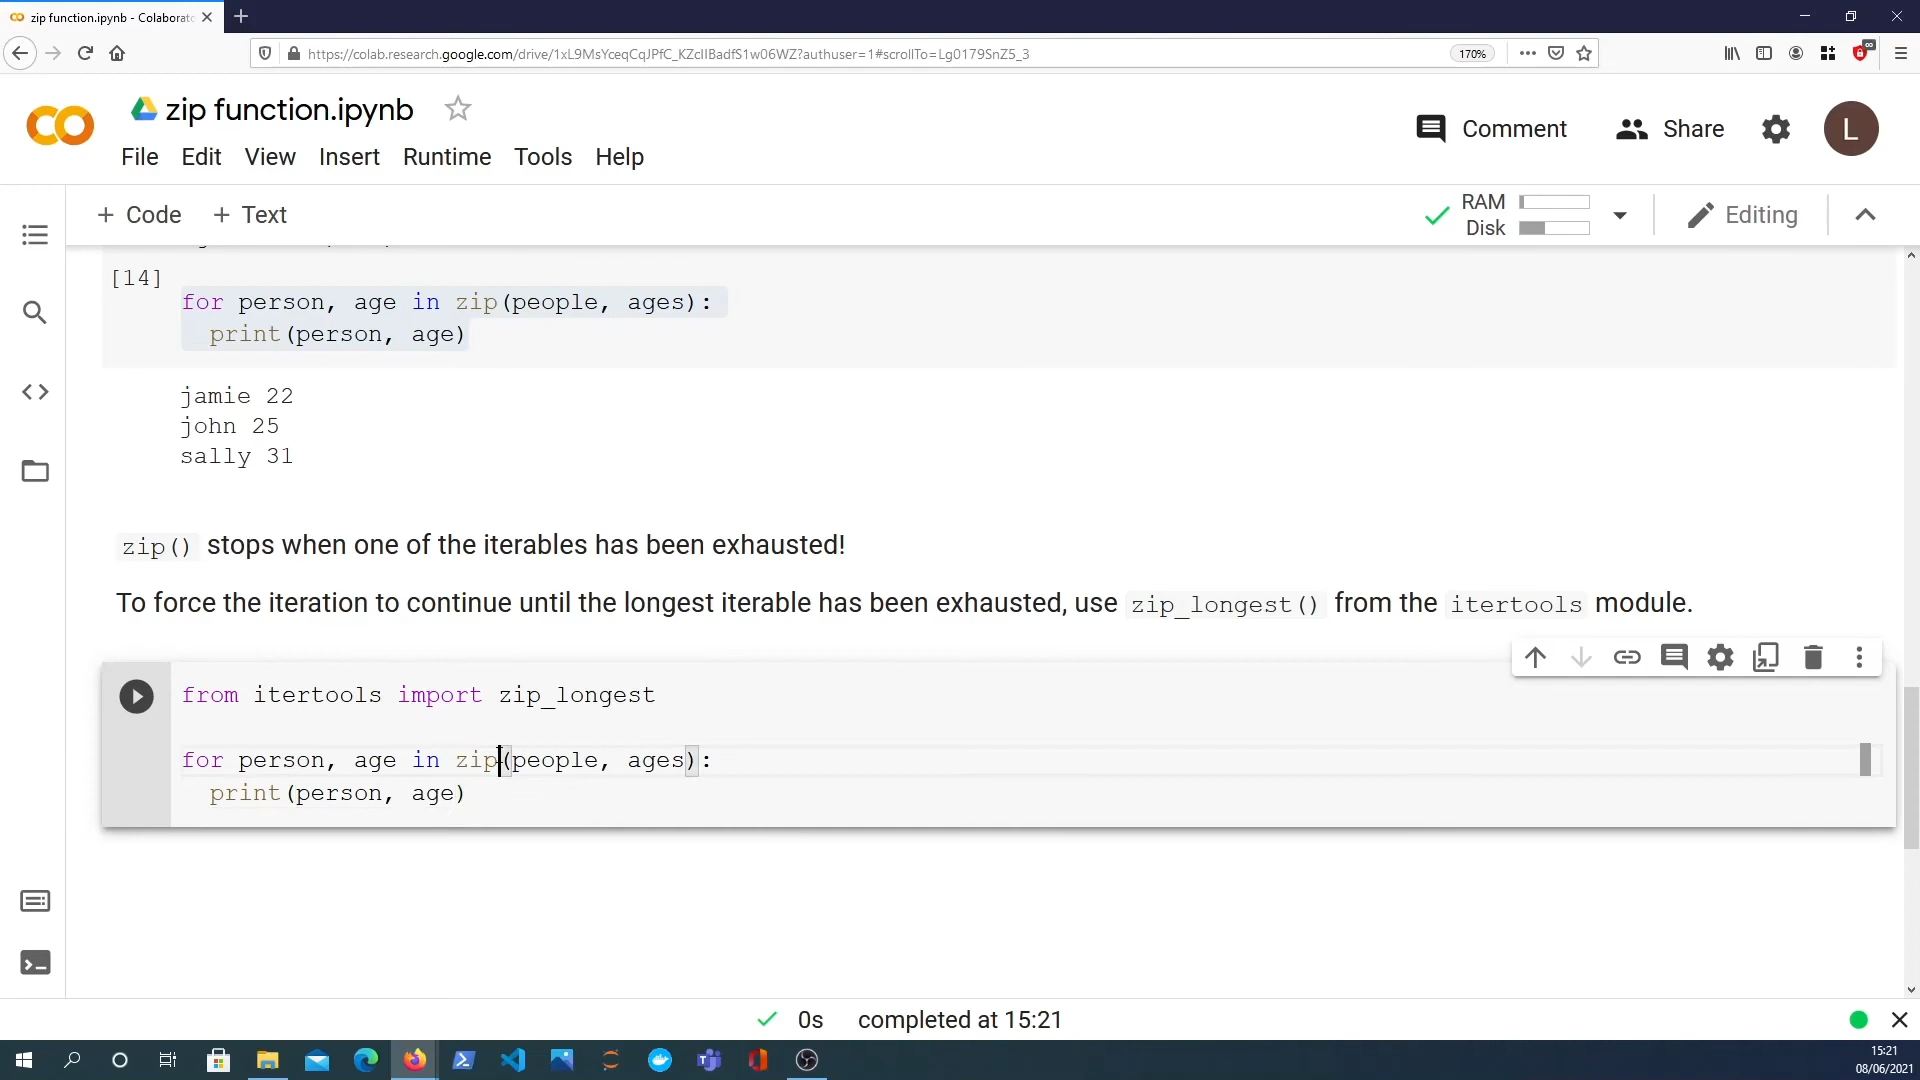 zip function.ipynb - Colaborato
https://colab.research.google.com/drive/1xL9MsYceqCqJPfC_KZcIIBadfS1w06WZ?authuser=1#scrollTo=Lg0179SnZ5_3
170%
zip function.ipynb
Comment
Share
L
File Edit View Insert Runtime Tools Help
+ Code + Text
RAM
Disk
Editing
[14]
for person, age in zip(people, ages):
print(person, age)
jamie 22
john 25
sally 31
zip() stops when one of the iterables has been exhausted!
To force the iteration to continue until the longest iterable has been exhausted, use zip_longest() from the itertools module.
from itertools import zip_longest
for person, age in zip(people, ages):
print(person, age)
0s completed at 15:21
15:21
08/06/2021